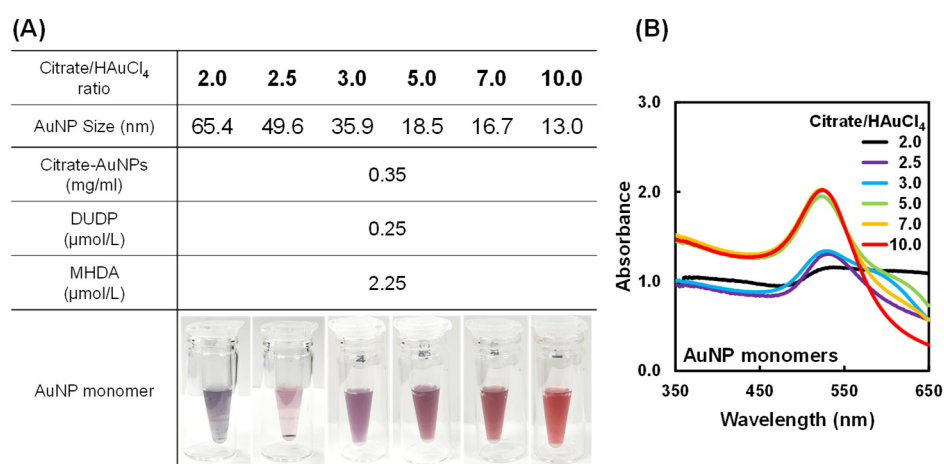 (A)
Citrate/HAuCl₄
ratio
2.0 2.5 3.0 5.0 7.0 10.0
AuNP Size (nm) 65.4 49.6 35.9 18.5 16.7 13.0
Citrate-AuNPs
(mg/ml)
0.35
DUDP
(µmol/L)
0.25
MHDA
(µmol/L)
2.25
AuNP monomer
(B)
3.0
2.0
1.0
0.0
Absorbance
Citrate/HAuCl₄
2.0
2.5
3.0
5.0
7.0
10.0
AuNP monomers
350 450 550 650
Wavelength (nm)